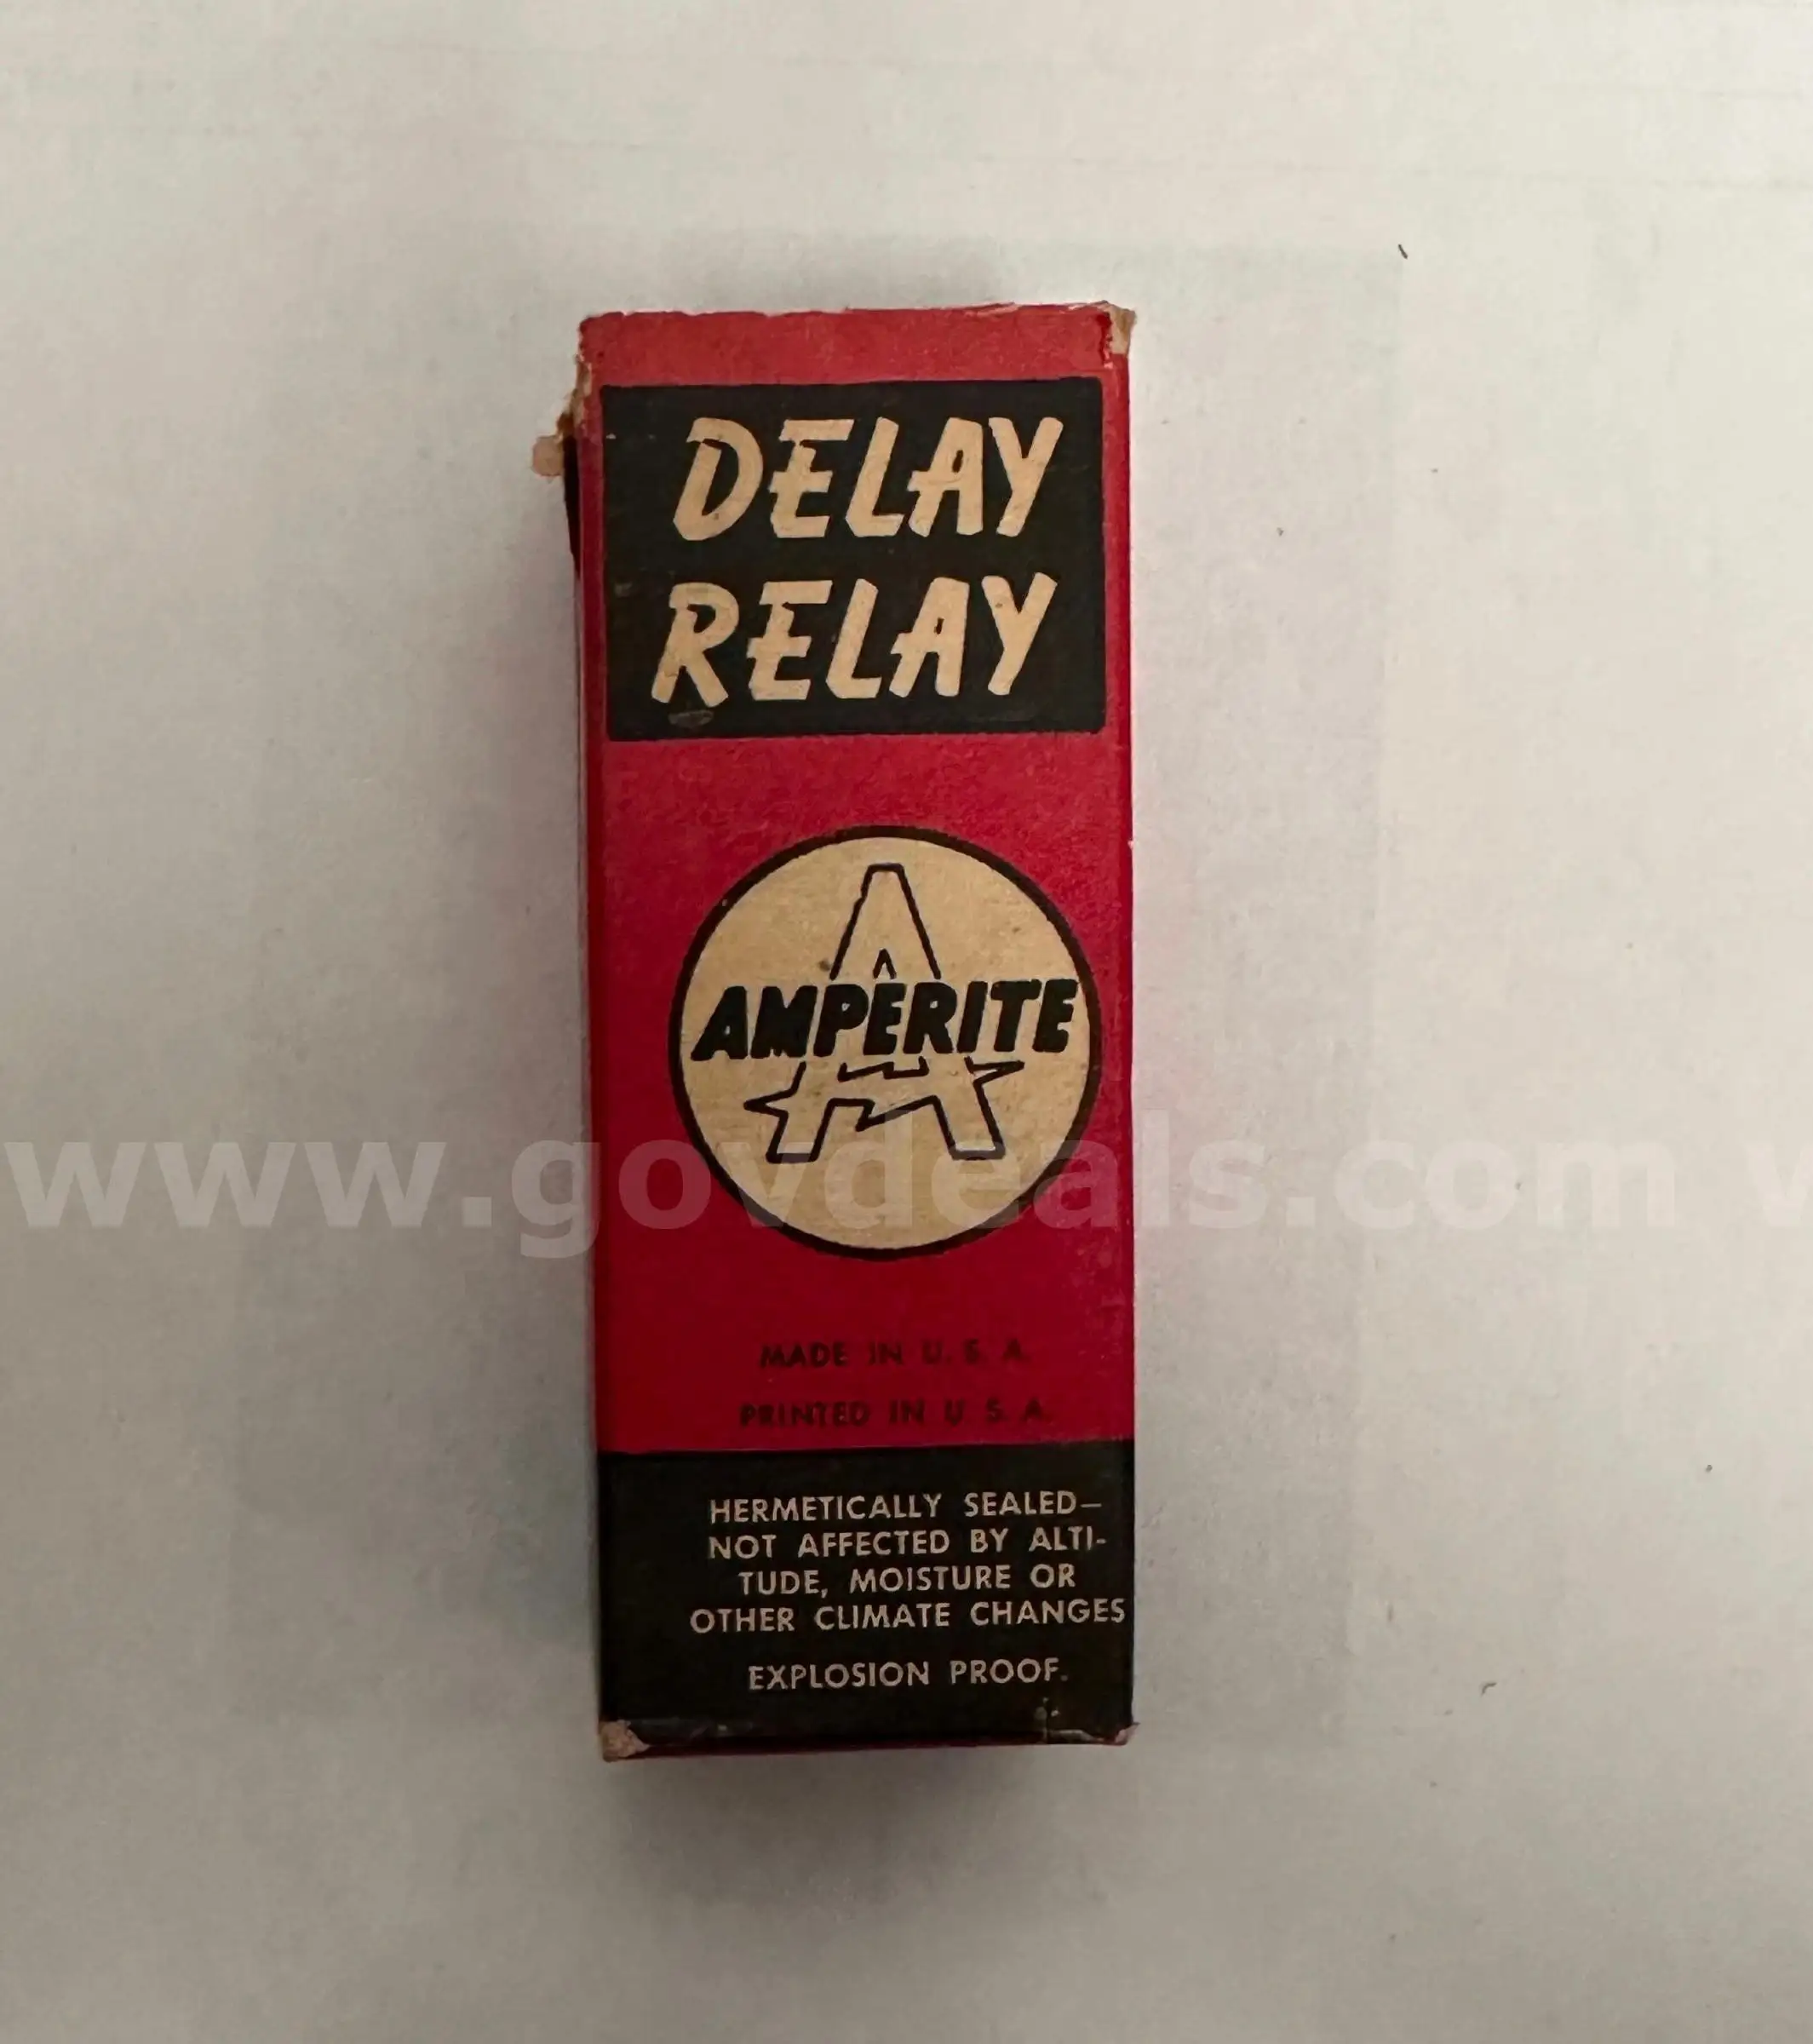 DELAY
RELAY
AMPERITE
www.govdeals.com w
MADE IN U. S. A.
PRINTED IN U. S. A.
HERMETICALLY SEALED—
NOT AFFECTED BY ALTI-
TUDE, MOISTURE OR
OTHER CLIMATE CHANGES
EXPLOSION PROOF.